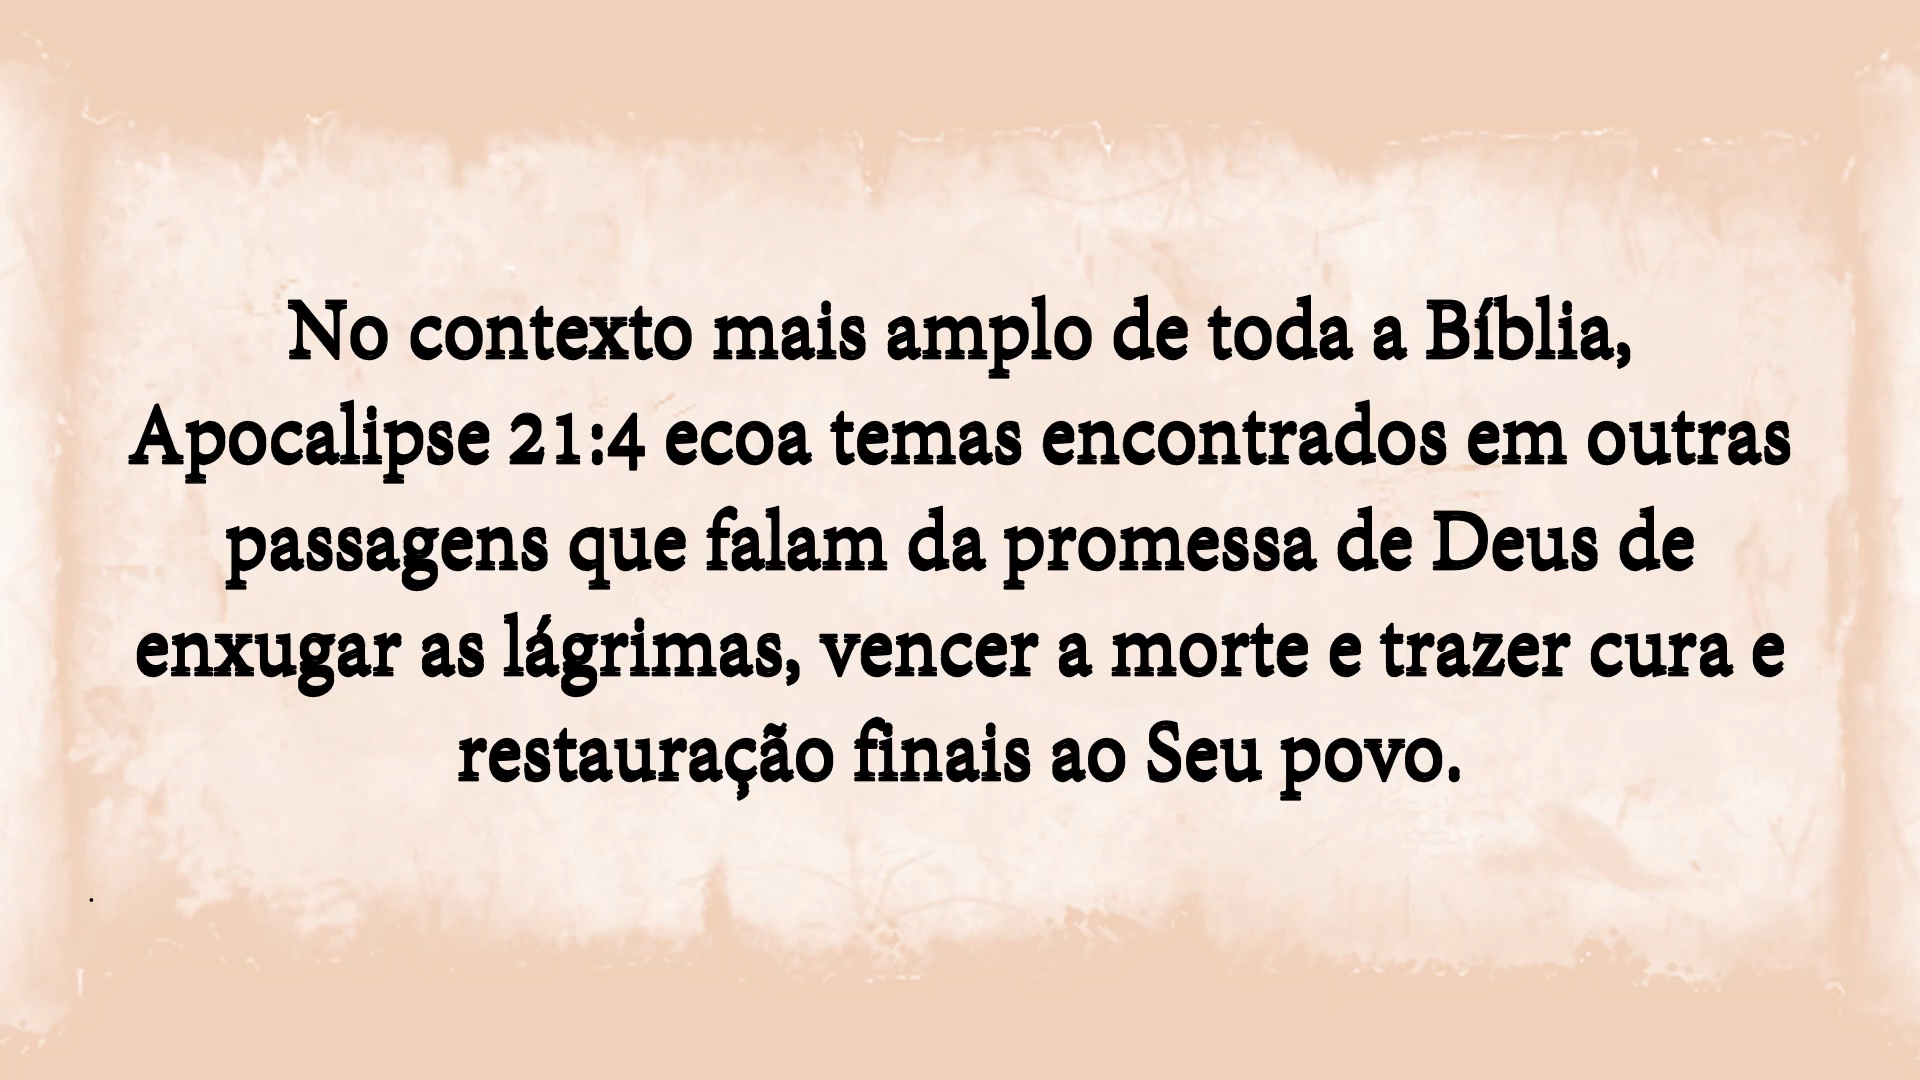 No contexto mais amplo de toda a Bíblia,
Apocalipse 21:4 ecoa temas encontrados em outras
passagens que falam da promessa de Deus de
enxugar as lágrimas, vencer a morte e trazer cura e
restauração finais ao Seu povo.
.